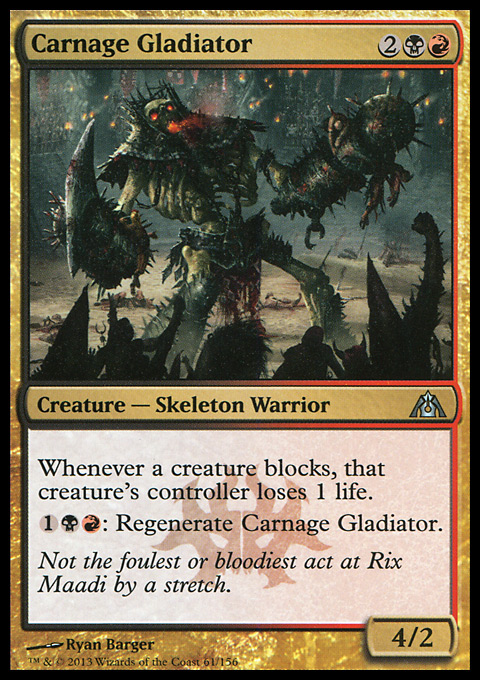 Carnage Gladiator 2
Creature — Skeleton Warrior
Whenever a creature blocks, that
creature's controller loses 1 life.
1 : Regenerate Carnage Gladiator.
Not the foulest or bloodiest act at Rix
Maadi by a stretch.
Ryan Barger
4/2
™ & © 2013 Wizards of the Coast 61/156